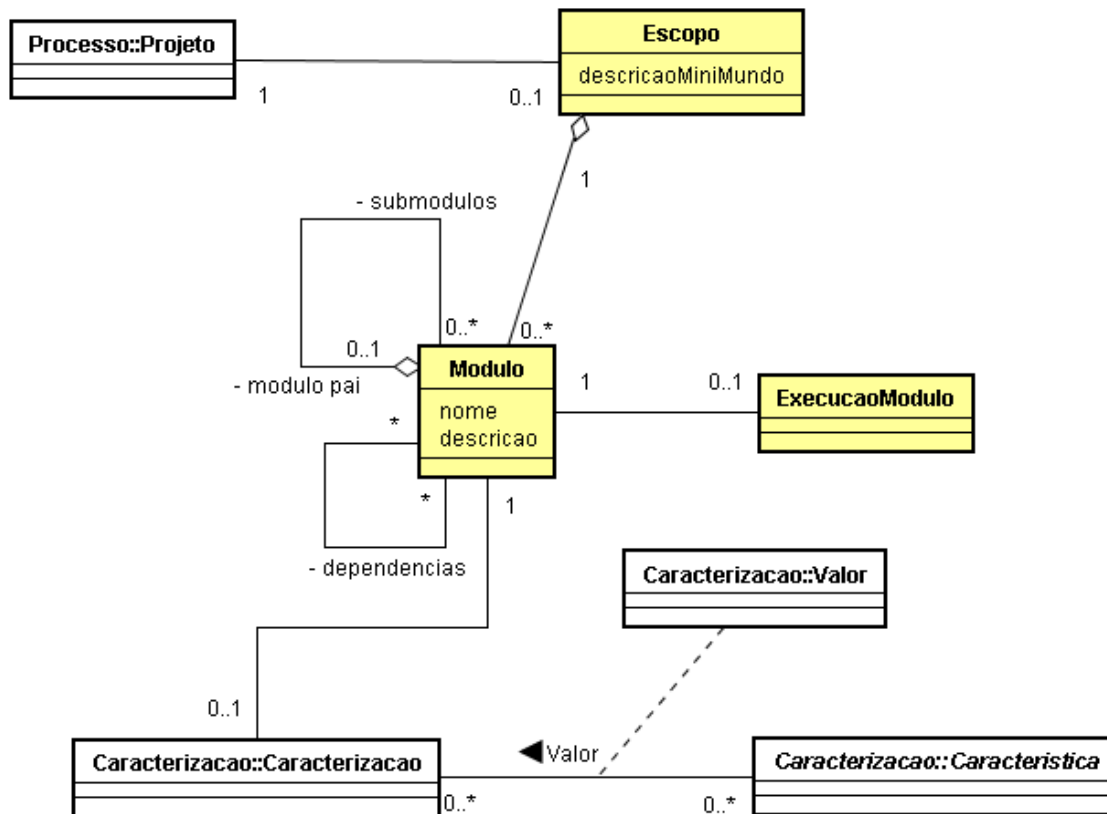 Processo::Projeto
Escopo
descricaoMiniMundo
1
0..1
1
- submodulos
0..*
0..*
0..1
- modulo pai
Modulo
nome
descricao
1
0..1
ExecucaoModulo
*
*
1
- dependencias
Caracterizacao::Valor
0..1
Valor
Caracterizacao::Caracterizacao
Caracterizacao::Caracteristica
0..*
0..*